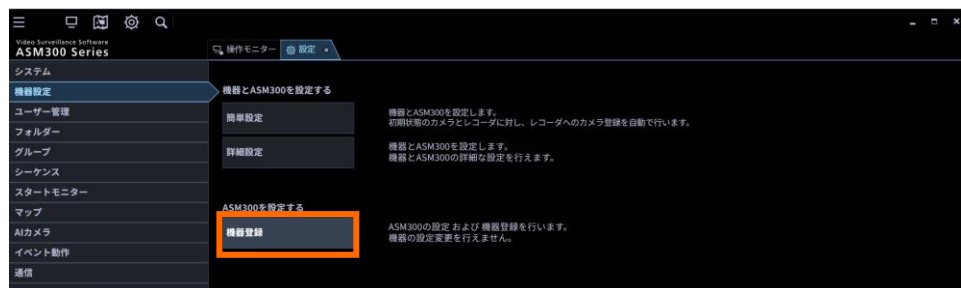 Video Surveillance Software
ASM300 Series
操作モニター
設定
システム
機器設定
ユーザー管理
フォルダー
グループ
シーケンス
スタートモニター
マップ
AIカメラ
イベント動作
通信
機器とASM300を設定する
簡単設定
機器とASM300を設定します。
初期状態のカメラとレコーダに対し、レコーダへのカメラ登録を自動で行います。
詳細設定
機器とASM300を設定します。
機器とASM300の詳細な設定を行えます。
ASM300を設定する
機器登録
ASM300の設定 および 機器登録を行います。
機器の設定変更を行えません。